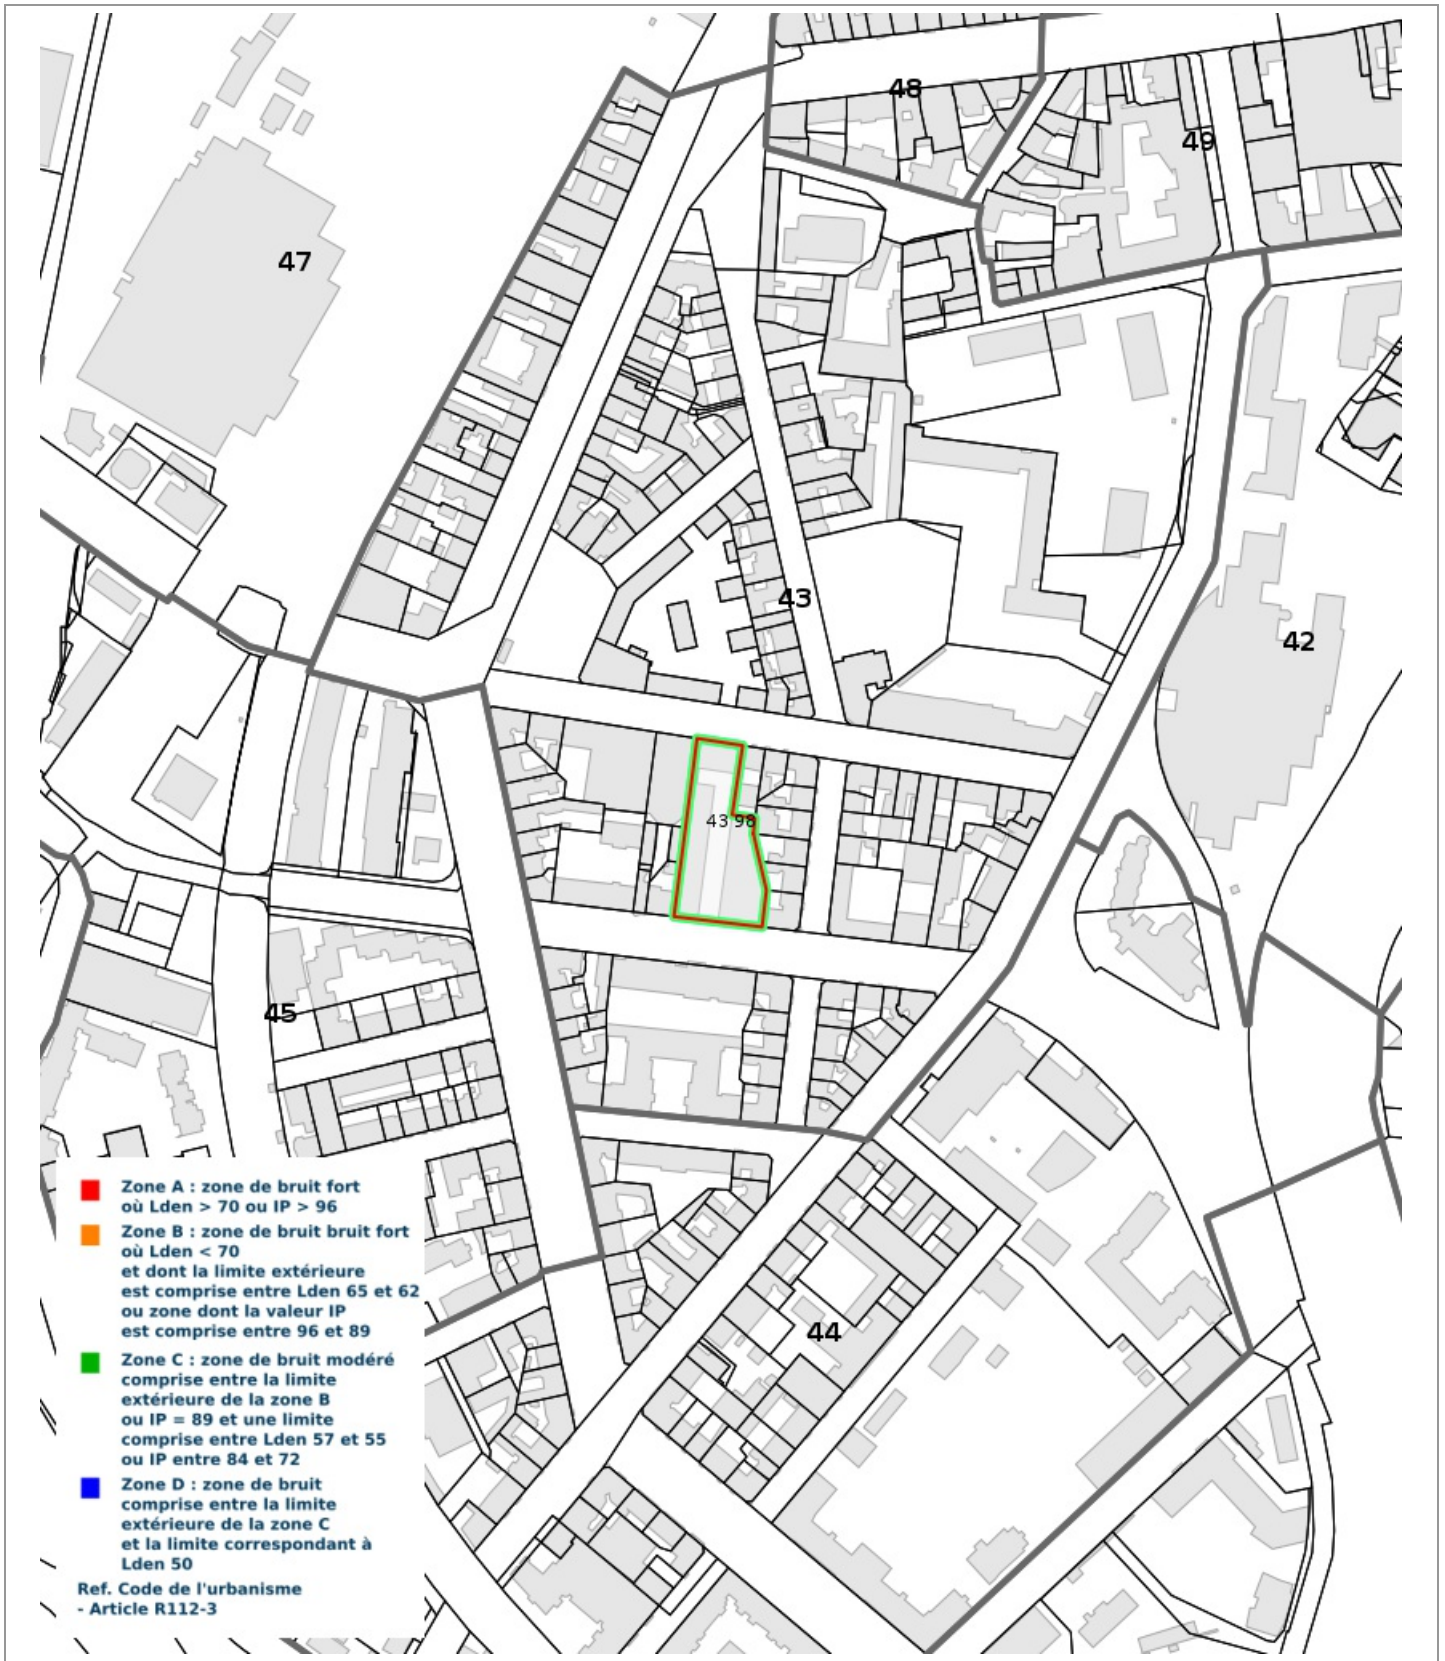 48
49
47
43
42
43 98
45
44
Zone A : zone de bruit fort
où Lden > 70 ou IP > 96
Zone B : zone de bruit bruit fort
où Lden < 70
et dont la limite extérieure
est comprise entre Lden 65 et 62
ou zone dont la valeur IP
est comprise entre 96 et 89
Zone C : zone de bruit modéré
comprise entre la limite
extérieure de la zone B
ou IP = 89 et une limite
comprise entre Lden 57 et 55
ou IP entre 84 et 72
Zone D : zone de bruit
comprise entre la limite
extérieure de la zone C
et la limite correspondant à
Lden 50
Ref. Code de l'urbanisme
- Article R112-3